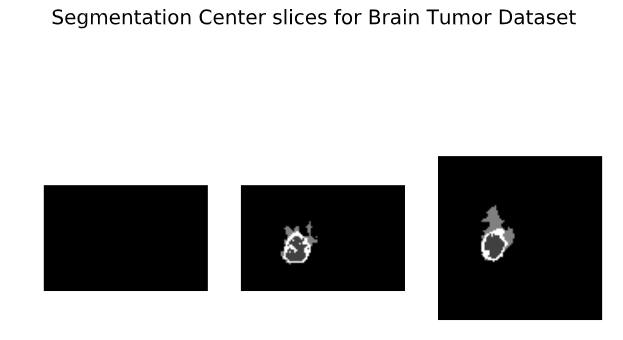 Segmentation Center slices for Brain Tumor Dataset